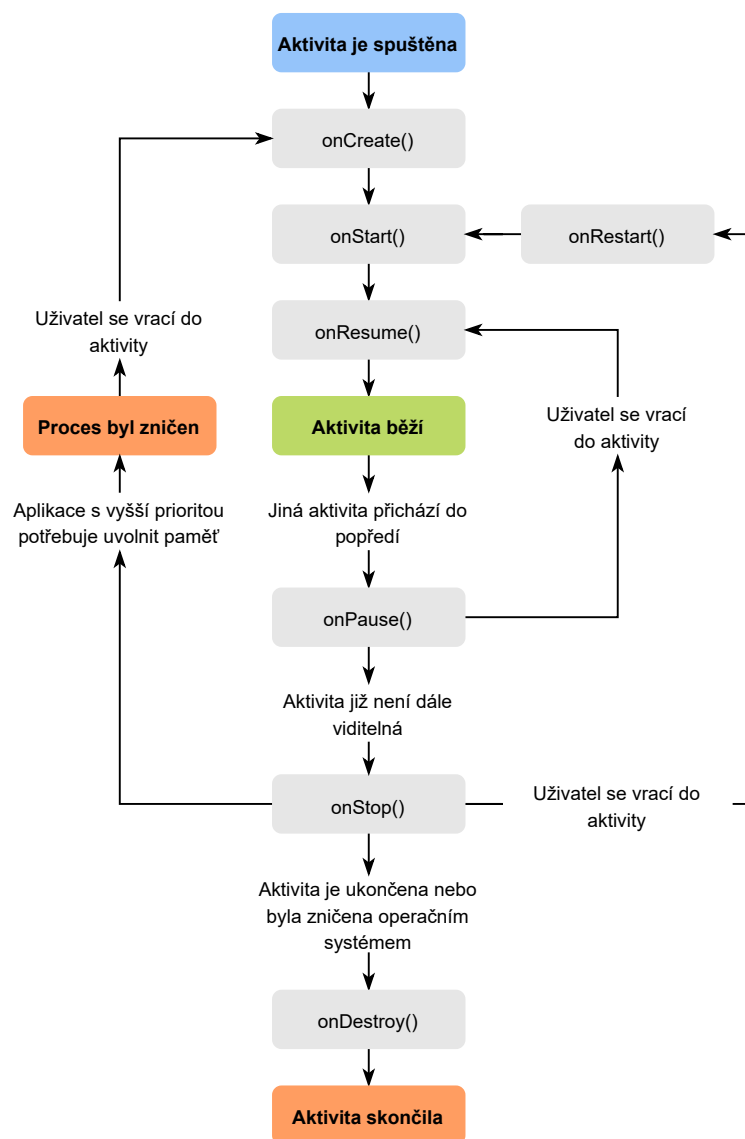 Aktivita je spuštěna
onCreate()
onStart()
onRestart()
Uživatel se vrací do
aktivity
onResume()
Proces byl zničen
Aktivita běží
Uživatel se vrací
do aktivity
Aplikace s vyšší prioritou
potřebuje uvolnit paměť
Jiná aktivita přichází do
popředí
onPause()
Aktivita již není dále
viditelná
onStop()
Uživatel se vrací do
aktivity
Aktivita je ukončena nebo
byla zničena operačním
systémem
onDestroy()
Aktivita skončila